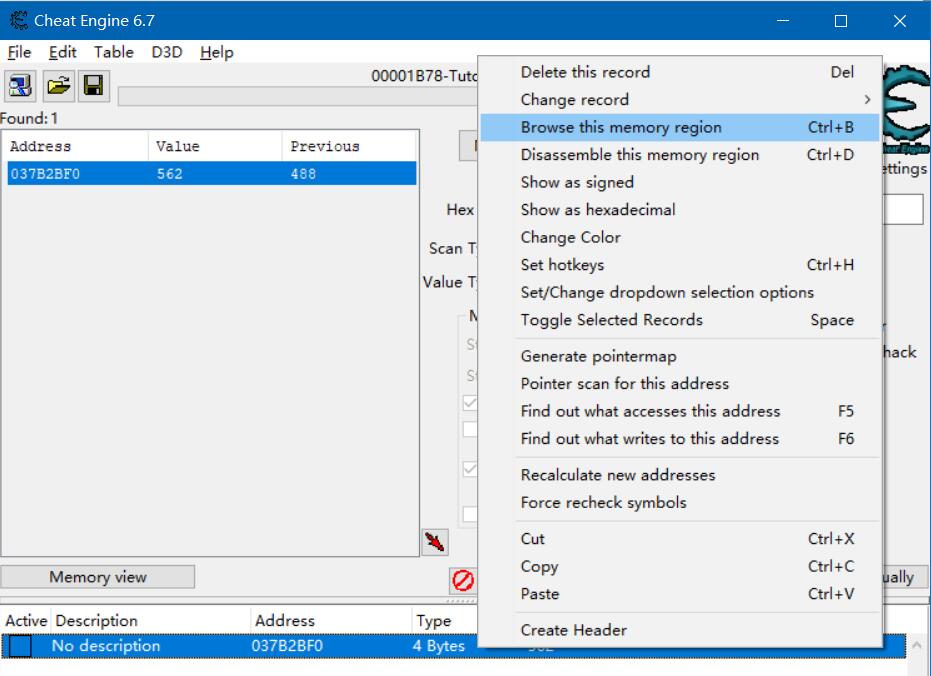 Cheat Engine 6.7
File Edit Table D3D Help
00001B78-Tuto
Found: 1
Address Value Previous
037B2BF0 562 488
Hex
Scan T
Value T
Memory view
Active Description Address Type
No description 037B2BF0 4 Bytes 562
Delete this record Del
Change record >
Browse this memory region Ctrl+B
Disassemble this memory region Ctrl+D
Show as signed
Show as hexadecimal
Change Color
Set hotkeys Ctrl+H
Set/Change dropdown selection options
Toggle Selected Records Space
Generate pointermap
Pointer scan for this address
Find out what accesses this address F5
Find out what writes to this address F6
Recalculate new addresses
Force recheck symbols
Cut Ctrl+X
Copy Ctrl+C
Paste Ctrl+V
Create Header
Cheat Engine
ettings
hack
ually